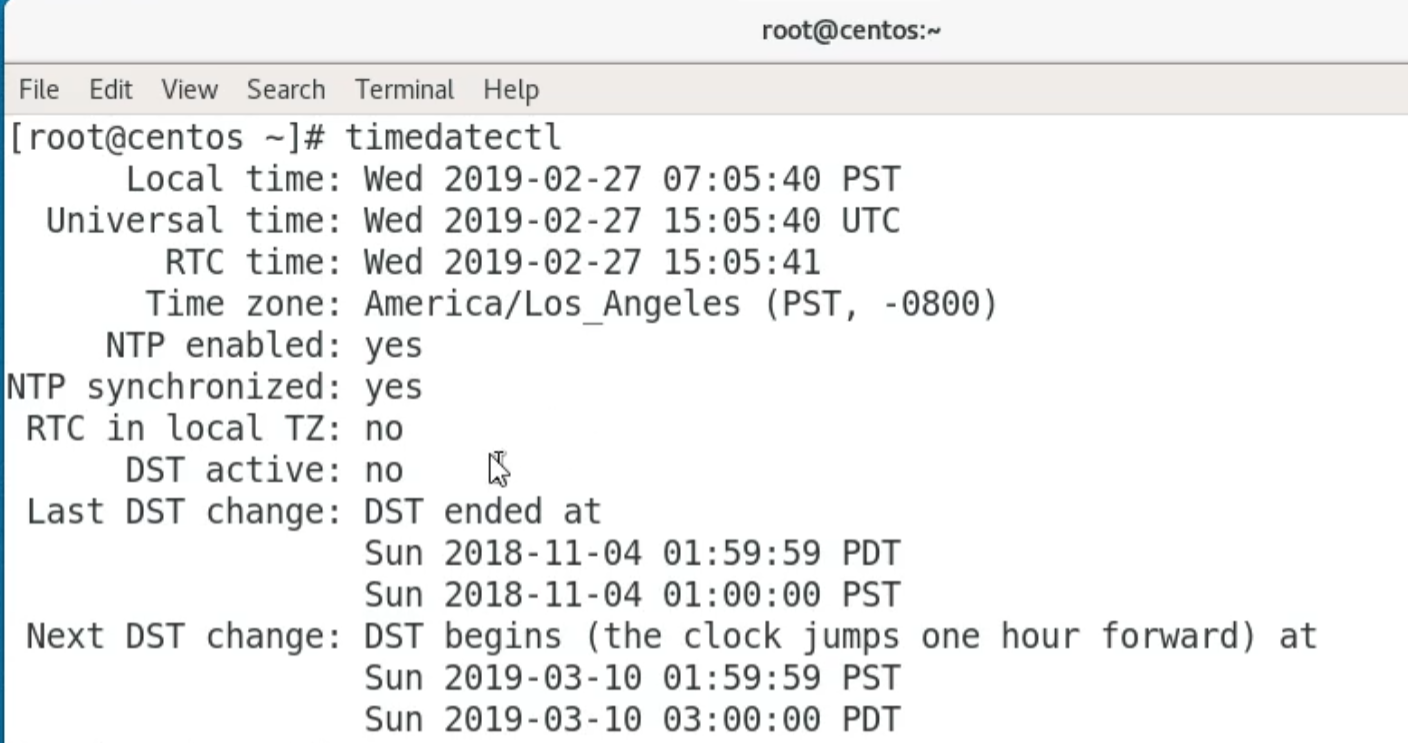 root@centos:~
File Edit View Search Terminal Help
[root@centos ~]# timedatectl
      Local time: Wed 2019-02-27 07:05:40 PST
  Universal time: Wed 2019-02-27 15:05:40 UTC
        RTC time: Wed 2019-02-27 15:05:41
       Time zone: America/Los_Angeles (PST, -0800)
     NTP enabled: yes
NTP synchronized: yes
 RTC in local TZ: no
      DST active: no
 Last DST change: DST ended at
                  Sun 2018-11-04 01:59:59 PDT
                  Sun 2018-11-04 01:00:00 PST
 Next DST change: DST begins (the clock jumps one hour forward) at
                  Sun 2019-03-10 01:59:59 PST
                  Sun 2019-03-10 03:00:00 PDT